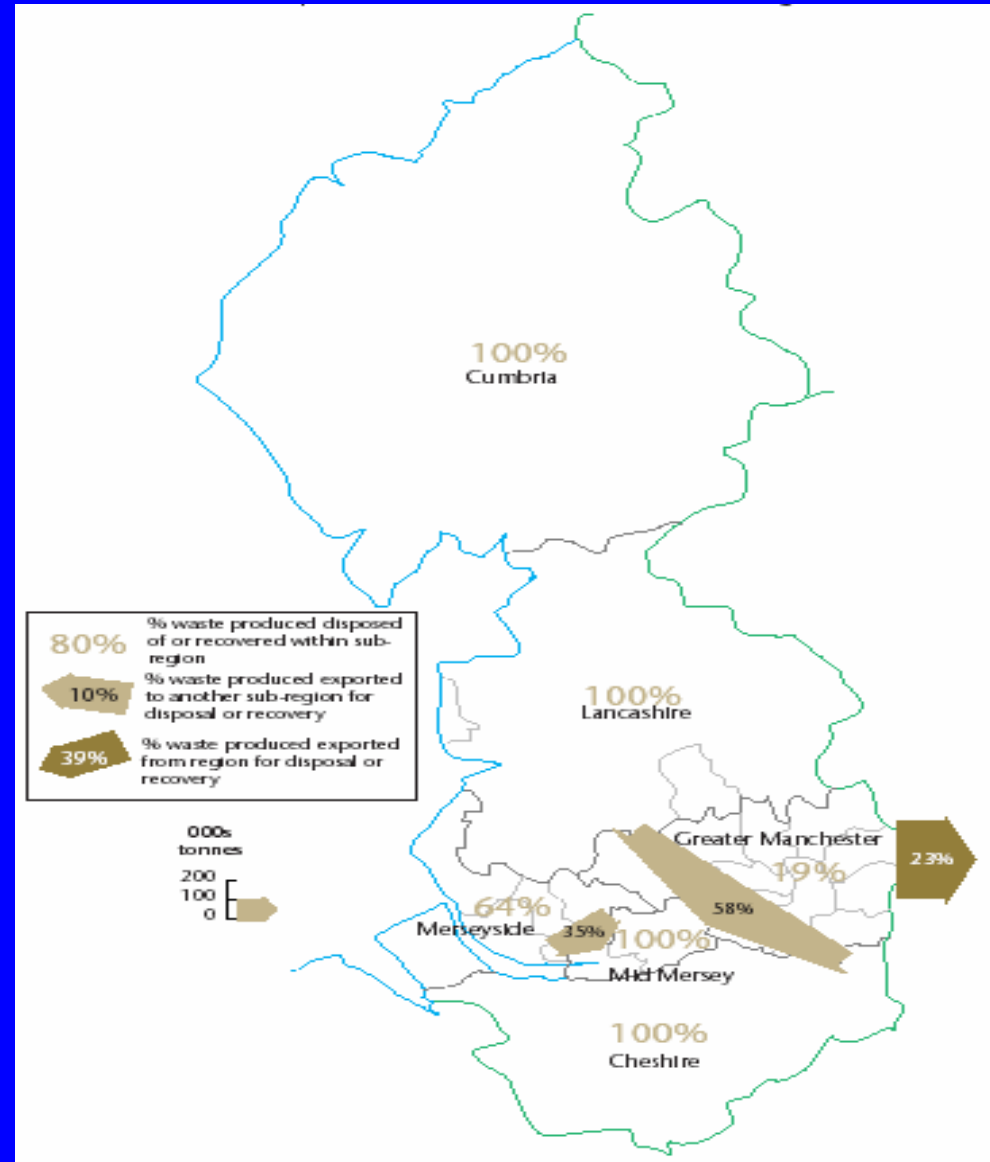 100%
Cumbria
80%
% waste produced disposed
of or recovered within sub-
region
10%
% waste produced exported
to another sub-region for
disposal or recovery
39%
% waste produced exported
from region for disposal or
recovery
100%
Lancashire
000s
tonnes
200
100
0
Greater Manchester
19%
23%
58%
64%
Merseyside
35%
100%
Mid Mersey
100%
Cheshire